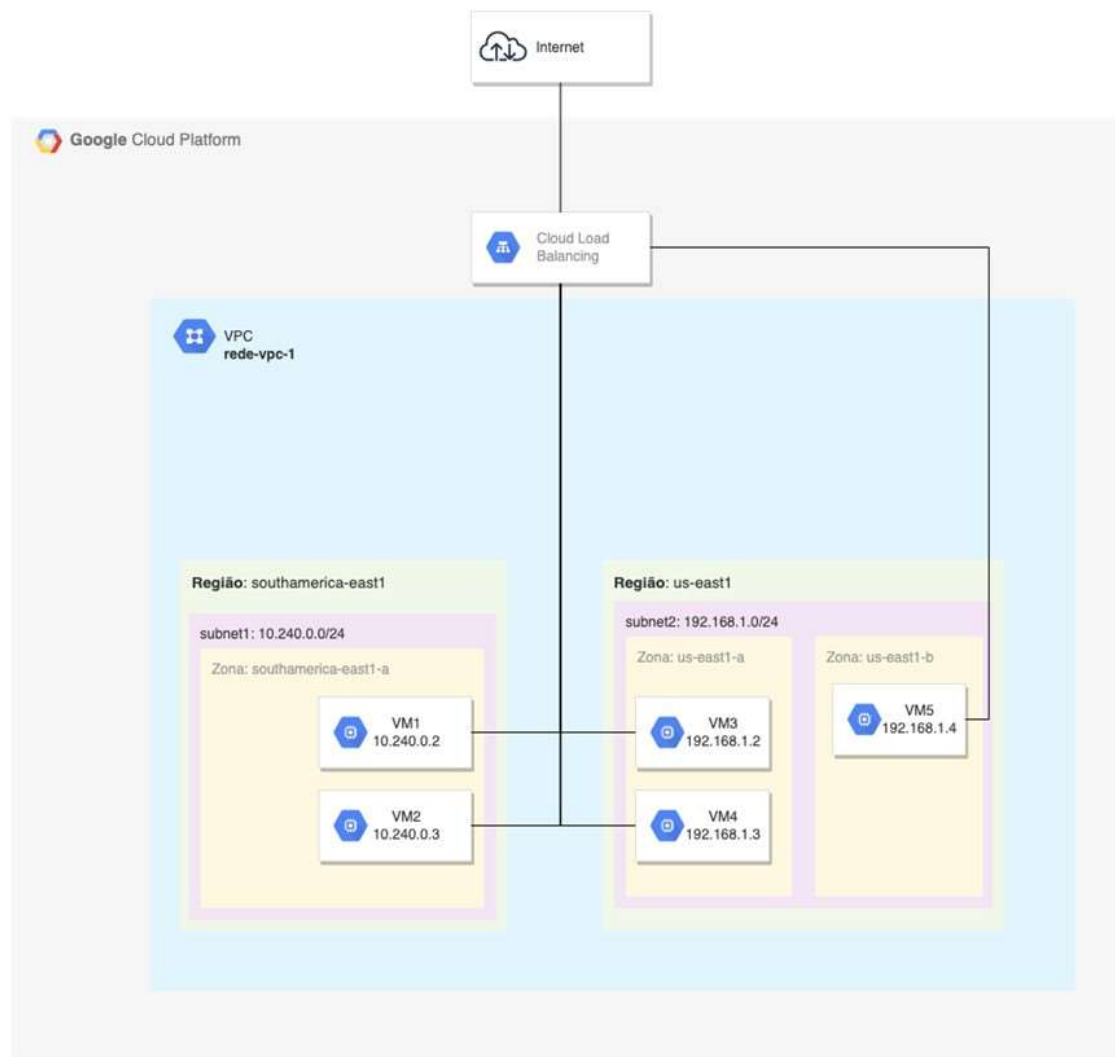 Internet
Google Cloud Platform
Cloud Load
Balancing
VPC
rede-vpc-1
Região: southamerica-east1
subnet1: 10.240.0.0/24
Zona: southamerica-east1-a
VM1
10.240.0.2
VM2
10.240.0.3
Região: us-east1
subnet2: 192.168.1.0/24
Zona: us-east1-a
VM3
192.168.1.2
VM4
192.168.1.3
Zona: us-east1-b
VM5
192.168.1.4